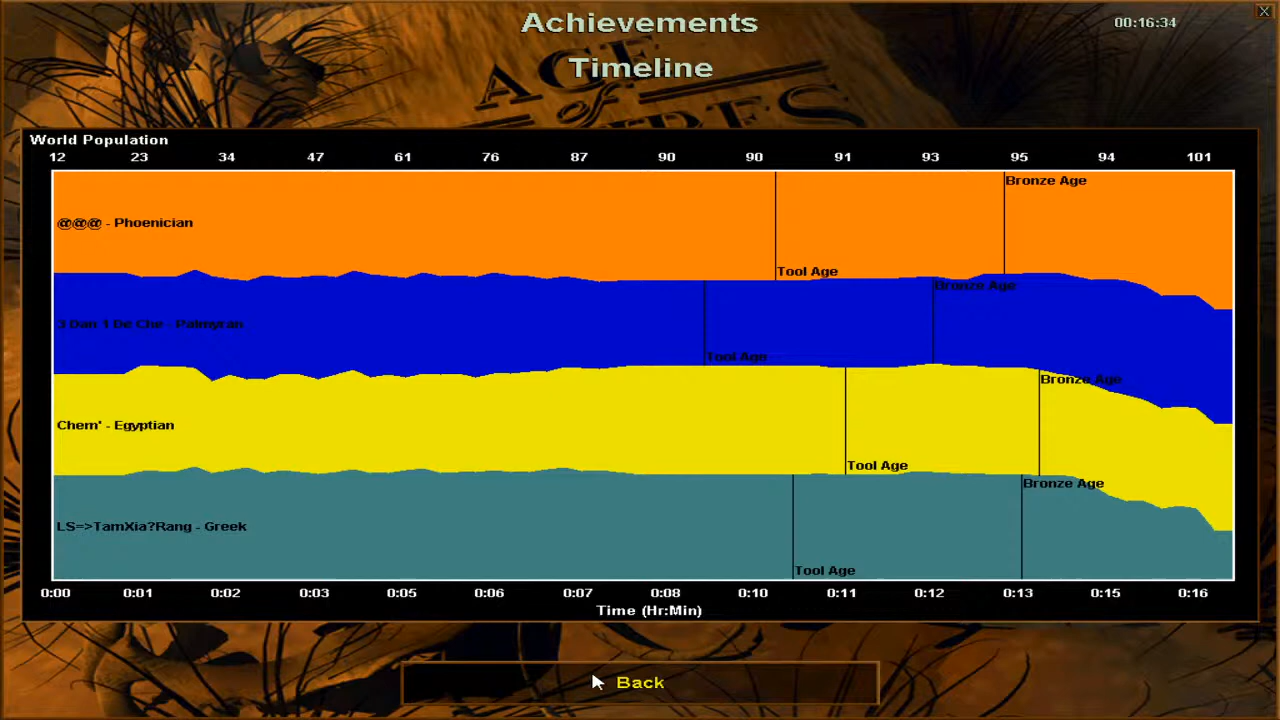 Achievements
00:16:34
Timeline
AGE
of
World Population
12 23 34 47 61 76 87 90 90 91 93 95 94 101
Bronze Age
@@@ - Phoenician
Tool Age
Bronze Age
3 Dan 1 De Che - Palmyran
Tool Age
Bronze Age
Chem' - Egyptian
Tool Age
Bronze Age
LS=>TamXia?Rang - Greek
Tool Age
0:00 0:01 0:02 0:03 0:05 0:06 0:07 0:08 0:10 0:11 0:12 0:13 0:15 0:16
Time (Hr:Min)
Back